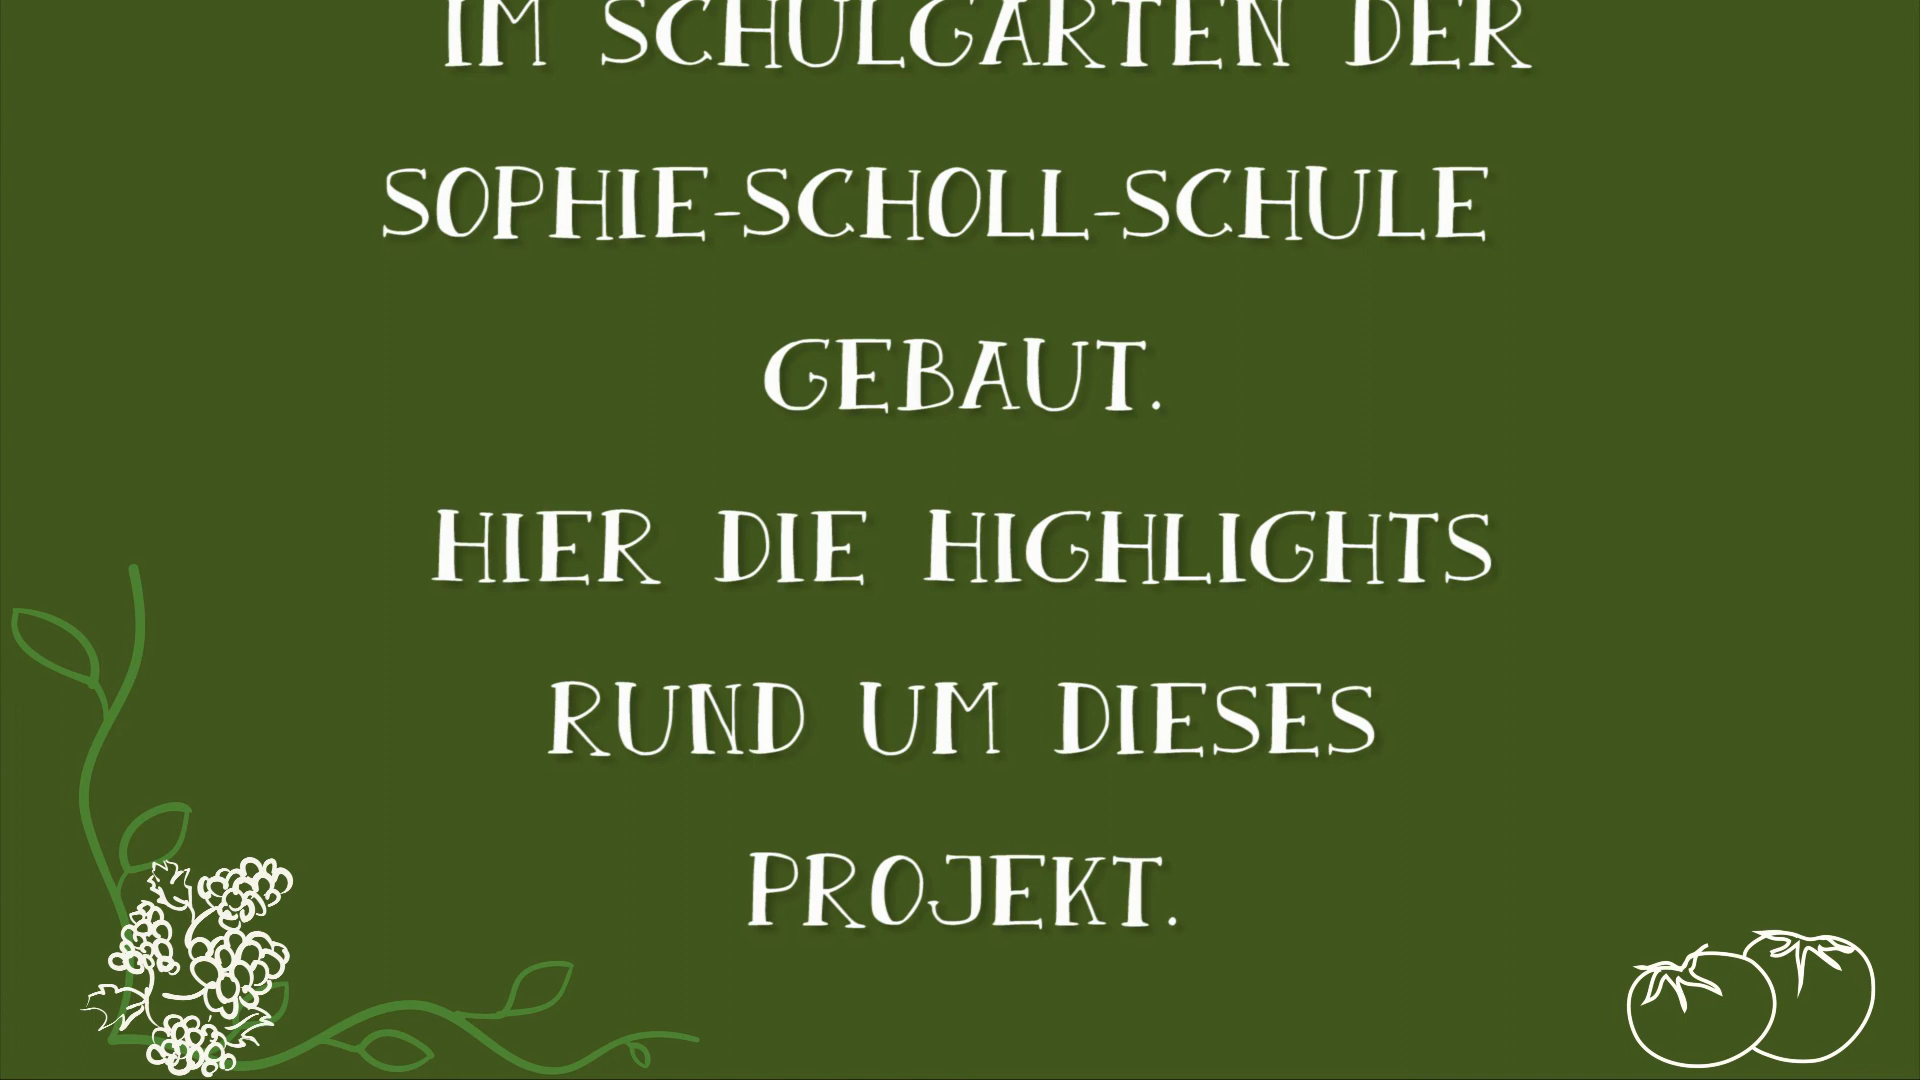 IM SCHULGARTEN DER
SOPHIE-SCHOLL-SCHULE
GEBAUT.
HIER DIE HIGHLIGHTS
RUND UM DIESES
PROJEKT.